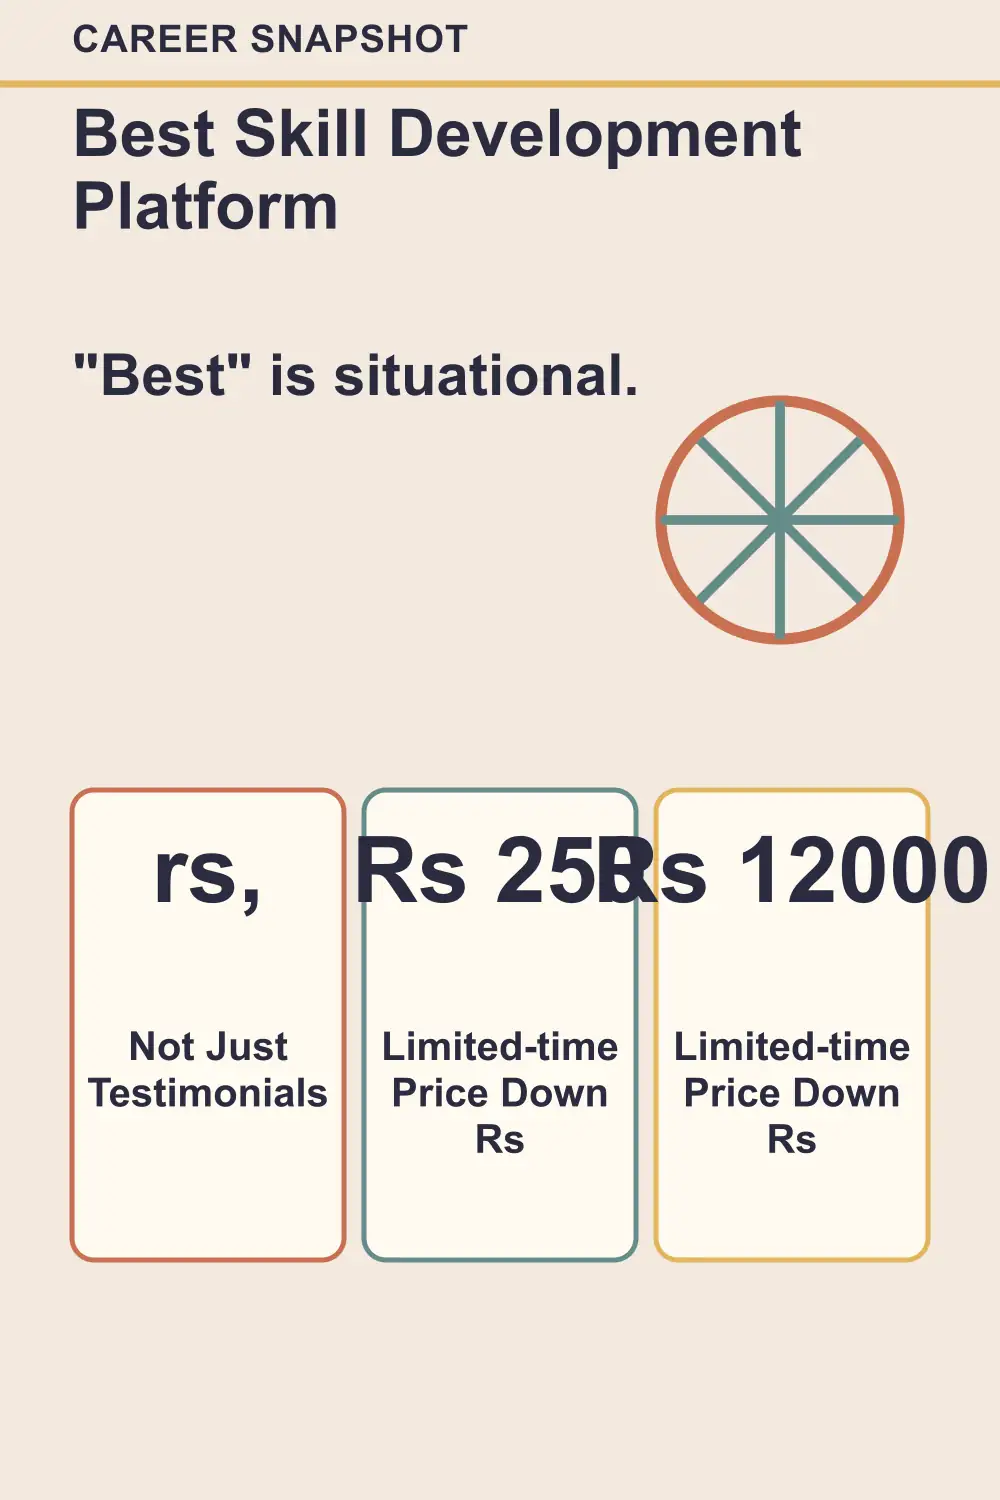 CAREER SNAPSHOT
Best Skill Development
Platform
"Best" is situational.
rs,
Rs 250
Rs 12000
Not Just
Testimonials
Limited-time
Price Down
Rs
Limited-time
Price Down
Rs